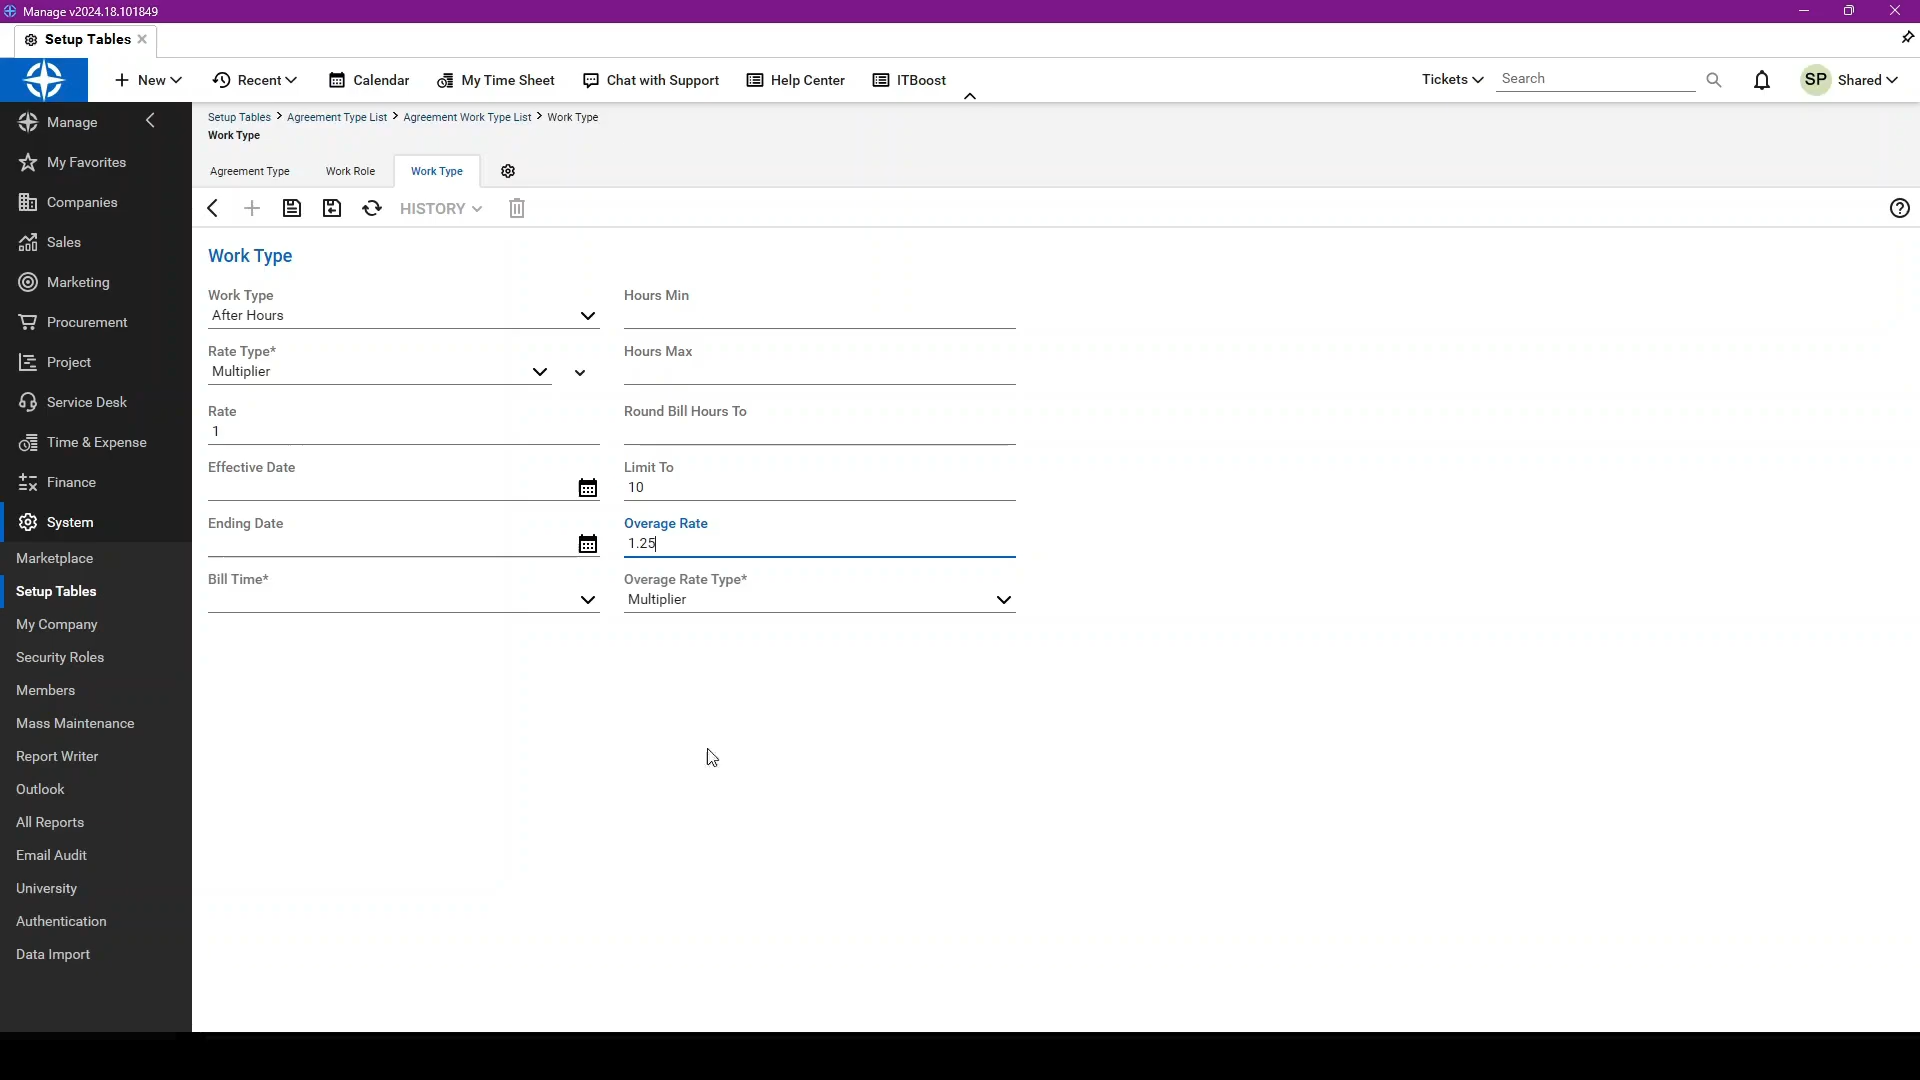 Manage v2024.18.101849
Setup Tables
New
Recent
Calendar
My Time Sheet
Chat with Support
Help Center
ITBoost
Tickets
Search
SP
Shared
Manage
My Favorites
Companies
Sales
Marketing
Procurement
Project
Service Desk
Time & Expense
Finance
System
Marketplace
Setup Tables
My Company
Security Roles
Members
Mass Maintenance
Report Writer
Outlook
All Reports
Email Audit
University
Authentication
Data Import
Setup Tables > Agreement Type List > Agreement Work Type List > Work Type
Work Type
Agreement Type
Work Role
Work Type
HISTORY
Work Type
Work Type
After Hours
Rate Type*
Multiplier
Rate
1
Effective Date
Ending Date
Bill Time*
Hours Min
Hours Max
Round Bill Hours To
Limit To
10
Overage Rate
1.25
Overage Rate Type*
Multiplier